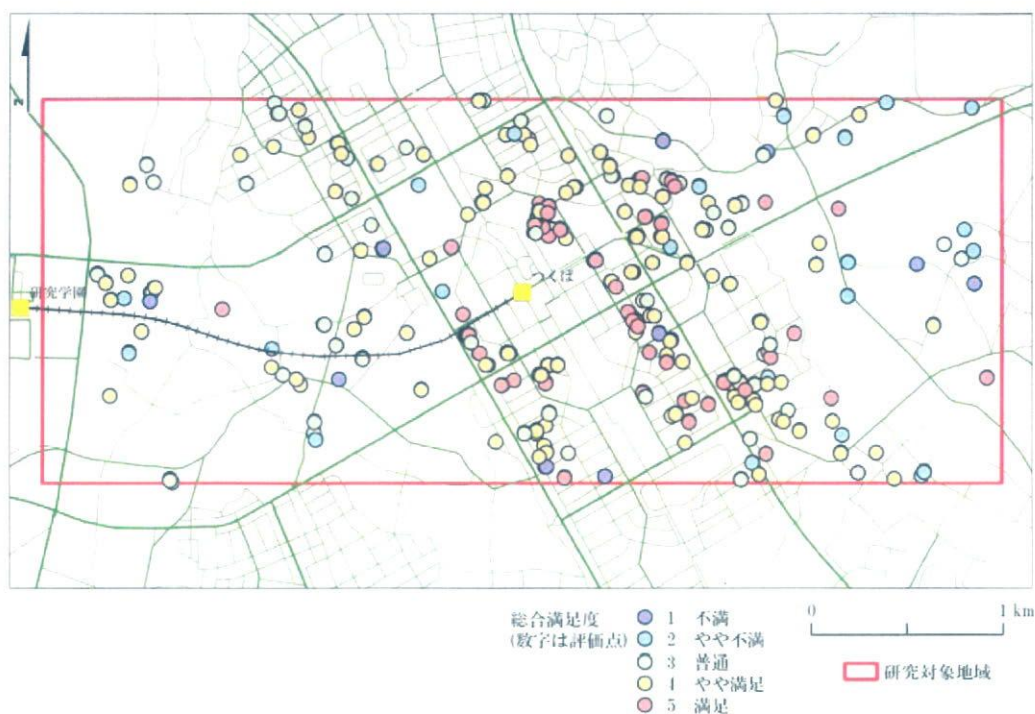 研究学園
つくば
総合満足度
(数字は評価点)
1 不満
2 やや不満
3 普通
4 やや満足
5 満足
0 1 km
研究対象地域